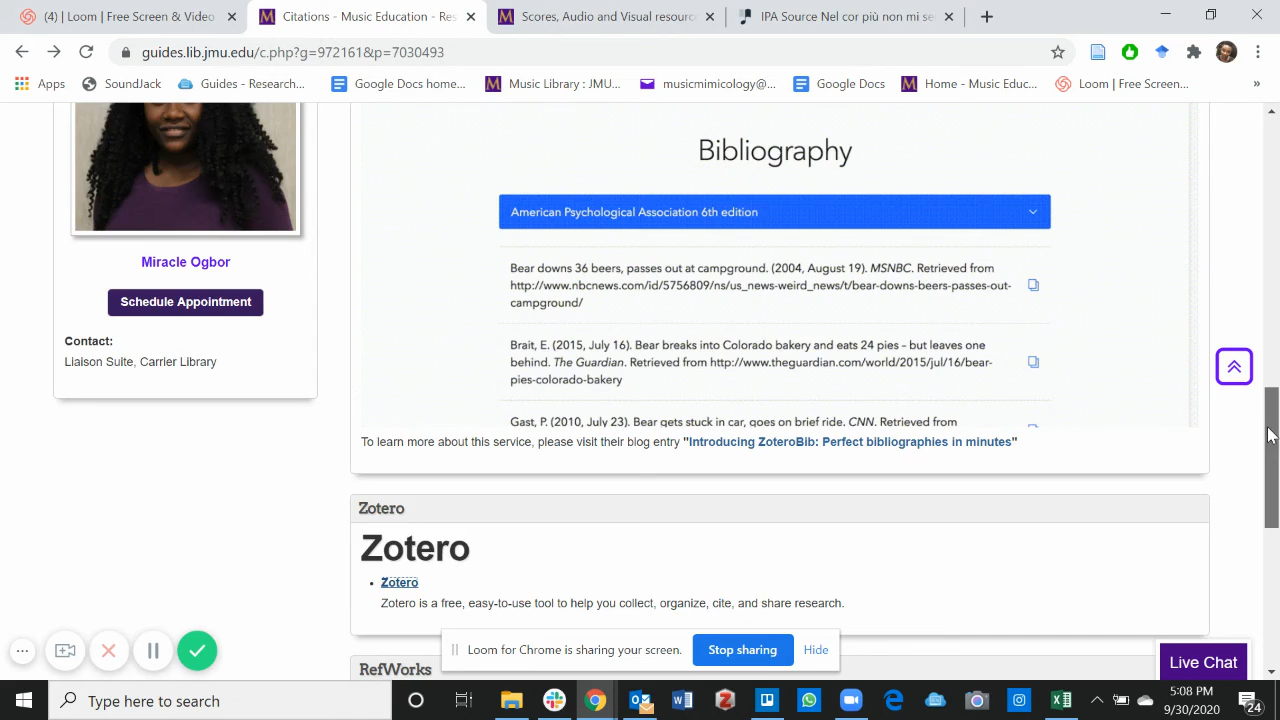 (4) Loom | Free Screen & Video
Citations - Music Education - Res
Scores, Audio and Visual resourc
IPA Source Nel cor più non mi se
guides.lib.jmu.edu/c.php?g=972161&p=7030493
Apps
SoundJack
Guides - Research...
Google Docs home...
Music Library : JMU...
musicmimicology@...
Google Docs
Home - Music Educ...
Loom | Free Screen...
»
Miracle Ogbor
Schedule Appointment
Contact:
Liaison Suite, Carrier Library
Bibliography
American Psychological Association 6th edition
Bear downs 36 beers, passes out at campground. (2004, August 19). MSNBC. Retrieved from
http://www.nbcnews.com/id/5756809/ns/us_news-weird_news/t/bear-downs-beers-passes-out-
campground/
Brait, E. (2015, July 16). Bear breaks into Colorado bakery and eats 24 pies – but leaves one
behind. The Guardian. Retrieved from http://www.theguardian.com/world/2015/jul/16/bear-
pies-colorado-bakery
Gast, P. (2010, July 23). Bear gets stuck in car, goes on brief ride. CNN. Retrieved from
To learn more about this service, please visit their blog entry "Introducing ZoteroBib: Perfect bibliographies in minutes"
Zotero
Zotero
• Zotero
Zotero is a free, easy-to-use tool to help you collect, organize, cite, and share research.
RefWorks
Loom for Chrome is sharing your screen.
Stop sharing
Hide
Live Chat
Type here to search
5:08 PM
9/30/2020
24